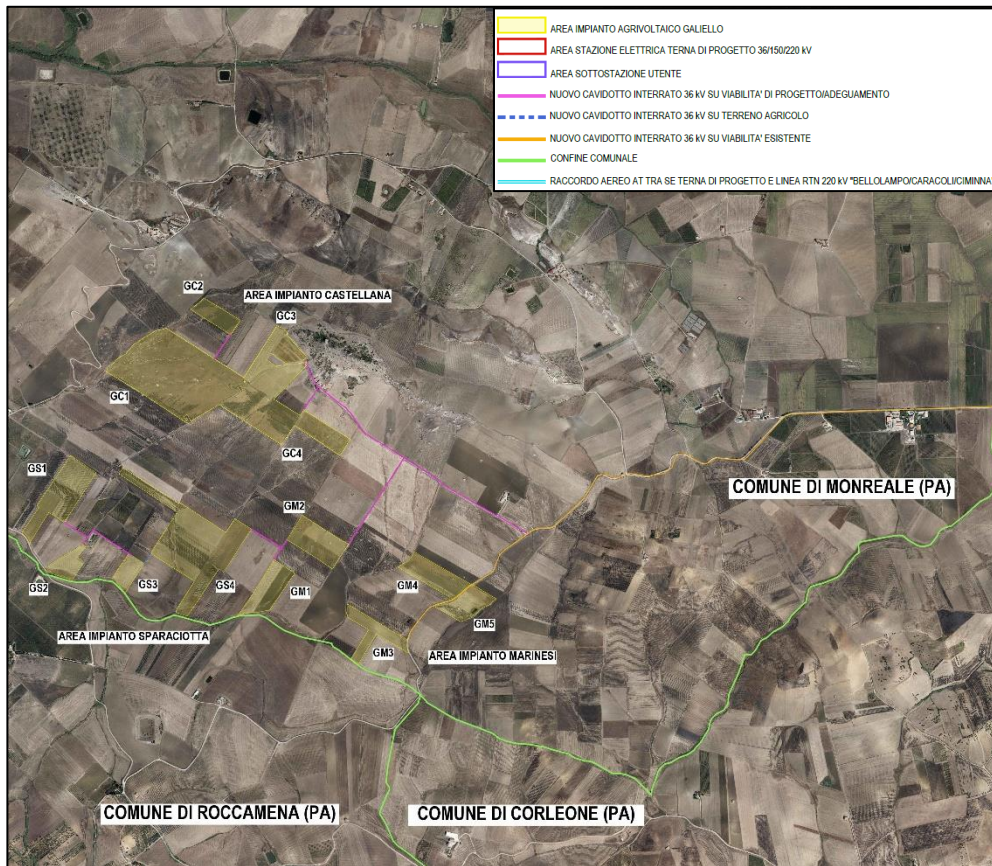 AREA IMPIANTO AGRIVOLTAICO GALIELLO
AREA STAZIONE ELETTRICA TERNA DI PROGETTO 36/150/220 kV
AREA SOTTOSTAZIONE UTENTE
NUOVO CAVIDOTTO INTERRATO 36 kV SU VIABILITA' DI PROGETTO/ADEGUAMENTO
NUOVO CAVIDOTTO INTERRATO 36 kV SU TERRENO AGRICOLO
NUOVO CAVIDOTTO INTERRATO 36 kV SU VIABILITA' ESISTENTE
CONFINE COMUNALE
RACCORDO AEREO AT TRA SE TERNA DI PROGETTO E LINEA RTN 220 kV "BELLOLAMPO/CARACOLI/CIMINNA"
GC2
AREA IMPIANTO CASTELLANA
GC3
GC1
GC4
GS1
COMUNE DI MONREALE (PA)
GM2
GM4
GS2
GS3
GS4
GM1
GM5
AREA IMPIANTO SPARACIOTTA
GM3
AREA IMPIANTO MARINESI
COMUNE DI ROCCAMENA (PA)
COMUNE DI CORLEONE (PA)